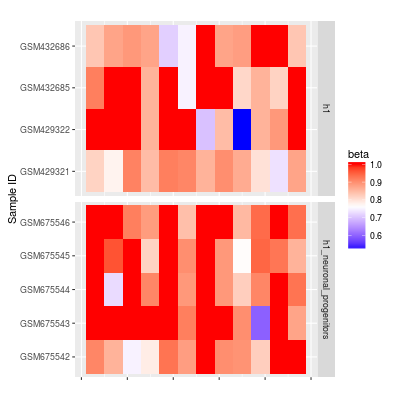 GSM432686
GSM432685
GSM429322
GSM429321
GSM675546
GSM675545
GSM675544
GSM675543
GSM675542
Sample ID
h1
h1_neuronal_progenitors
beta
1.0
0.9
0.8
0.7
0.6